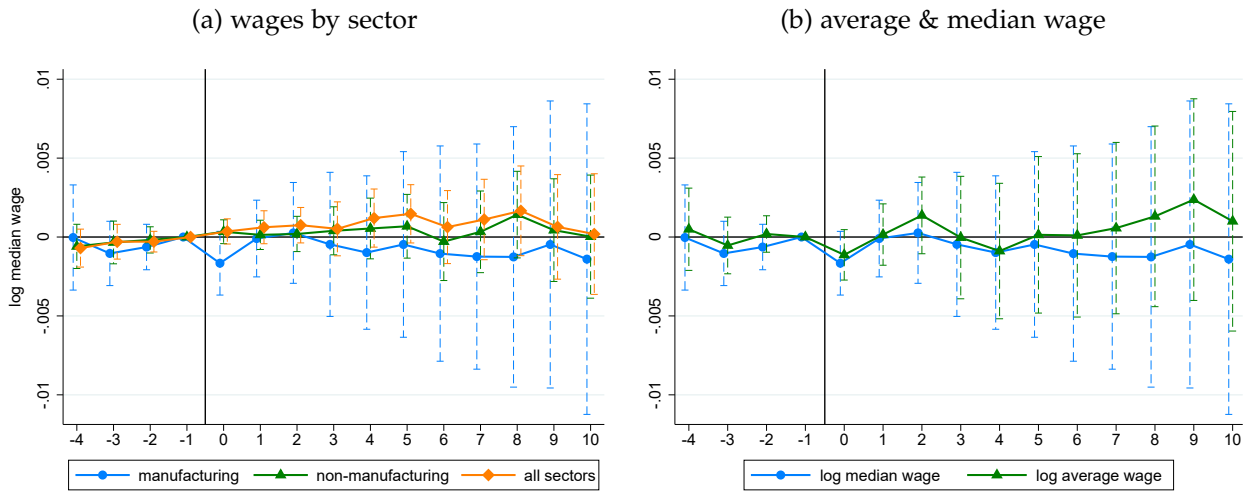 (a) wages by sector
(b) average & median wage
log median wage
.01
.005
0
-.005
-.01
-4 -3 -2 -1 0 1 2 3 4 5 6 7 8 9 10
manufacturing non-manufacturing all sectors
.01
.005
0
-.005
-.01
-4 -3 -2 -1 0 1 2 3 4 5 6 7 8 9 10
log median wage log average wage